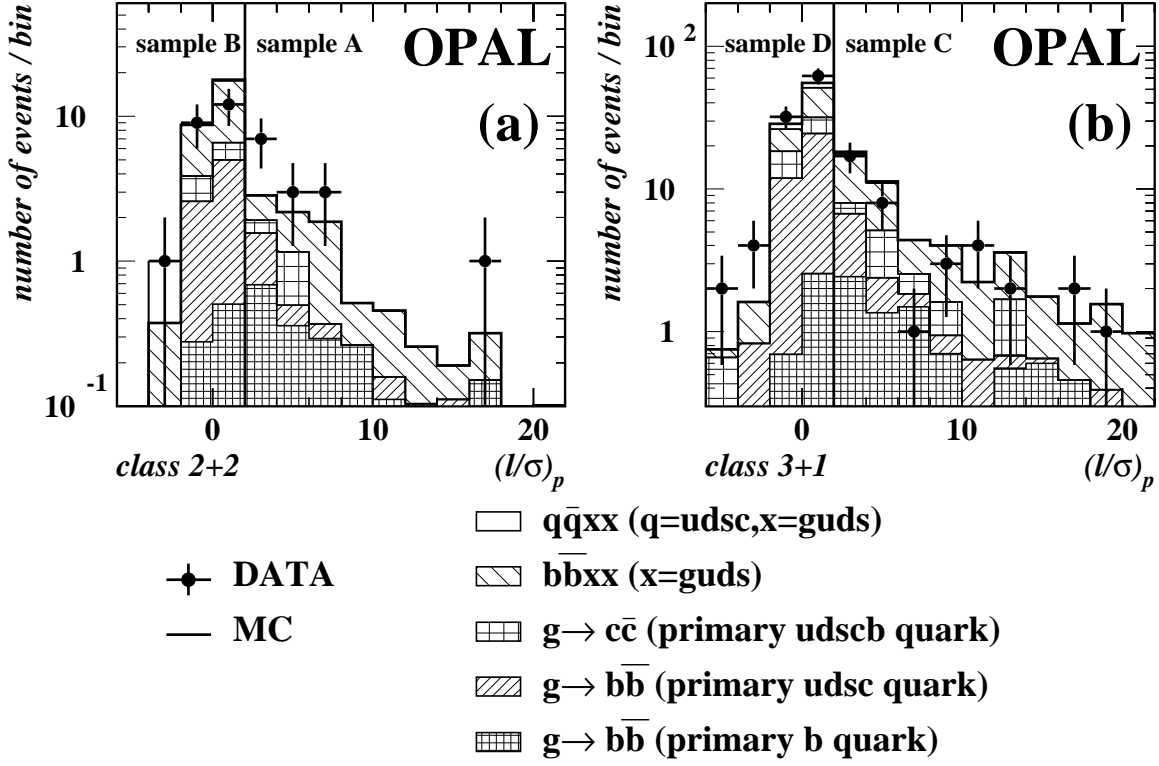 number of events / bin
sample B
sample A
OPAL
(a)
10
1
10 -1
0
10
20
class 2+2
(l/σ)p
number of events / bin
sample D
sample C
OPAL
(b)
10 2
10
1
0
10
20
class 3+1
(l/σ)p
DATA
MC
qq̄xx (q=udsc,x=guds)
bb̅xx (x=guds)
g→ cc̄ (primary udscb quark)
g→ bb̅ (primary udsc quark)
g→ bb̅ (primary b quark)